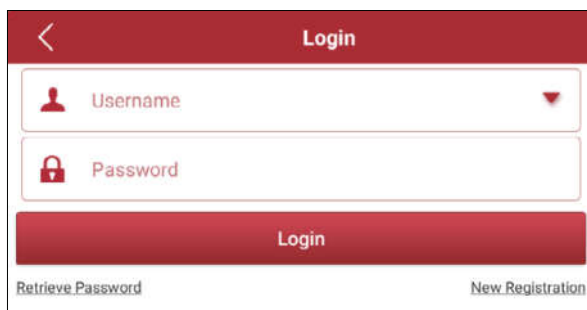 Login
Username
Password
Login
Retrieve Password
New Registration